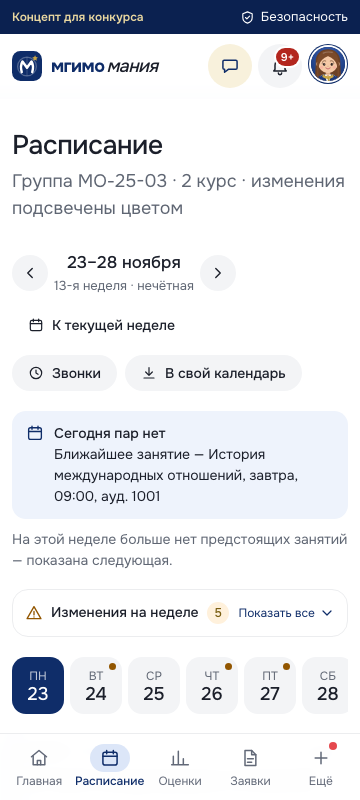 Концепт для конкурса
Безопасность
М
мгимо мания
9+
Расписание
Группа МО-25-03 · 2 курс · изменения
подсвечены цветом
23–28 ноября
13-я неделя · нечётная
К текущей неделе
Звонки
В свой календарь
Сегодня пар нет
Ближайшее занятие — История
международных отношений, завтра,
09:00, ауд. 1001
На этой неделе больше нет предстоящих занятий
— показана следующая.
Изменения на неделе 5 Показать все
ПН ВТ СР ЧТ ПТ СБ
23 24 25 26 27 28
Главная Расписание Оценки Заявки Ещё